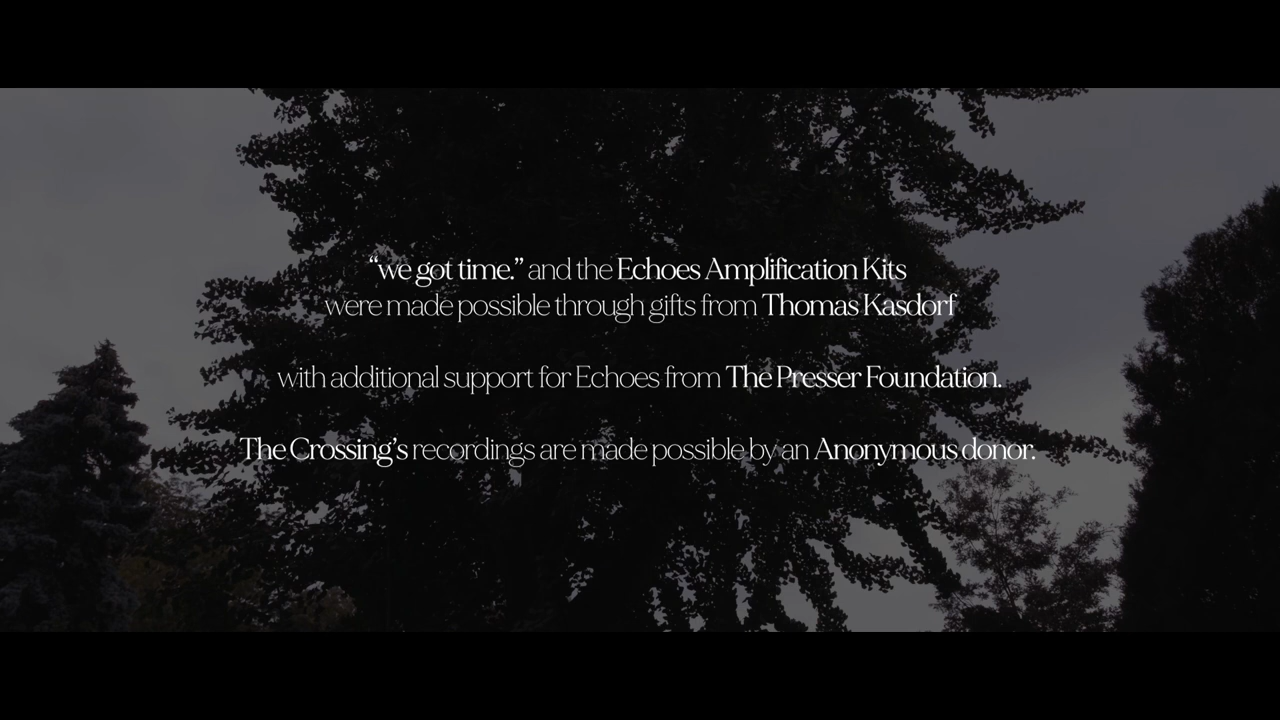 “we got time.” and the Echoes Amplification Kits
were made possible through gifts from Thomas Kasdorf
with additional support for Echoes from The Presser Foundation.
The Crossing’s recordings are made possible by an Anonymous donor.